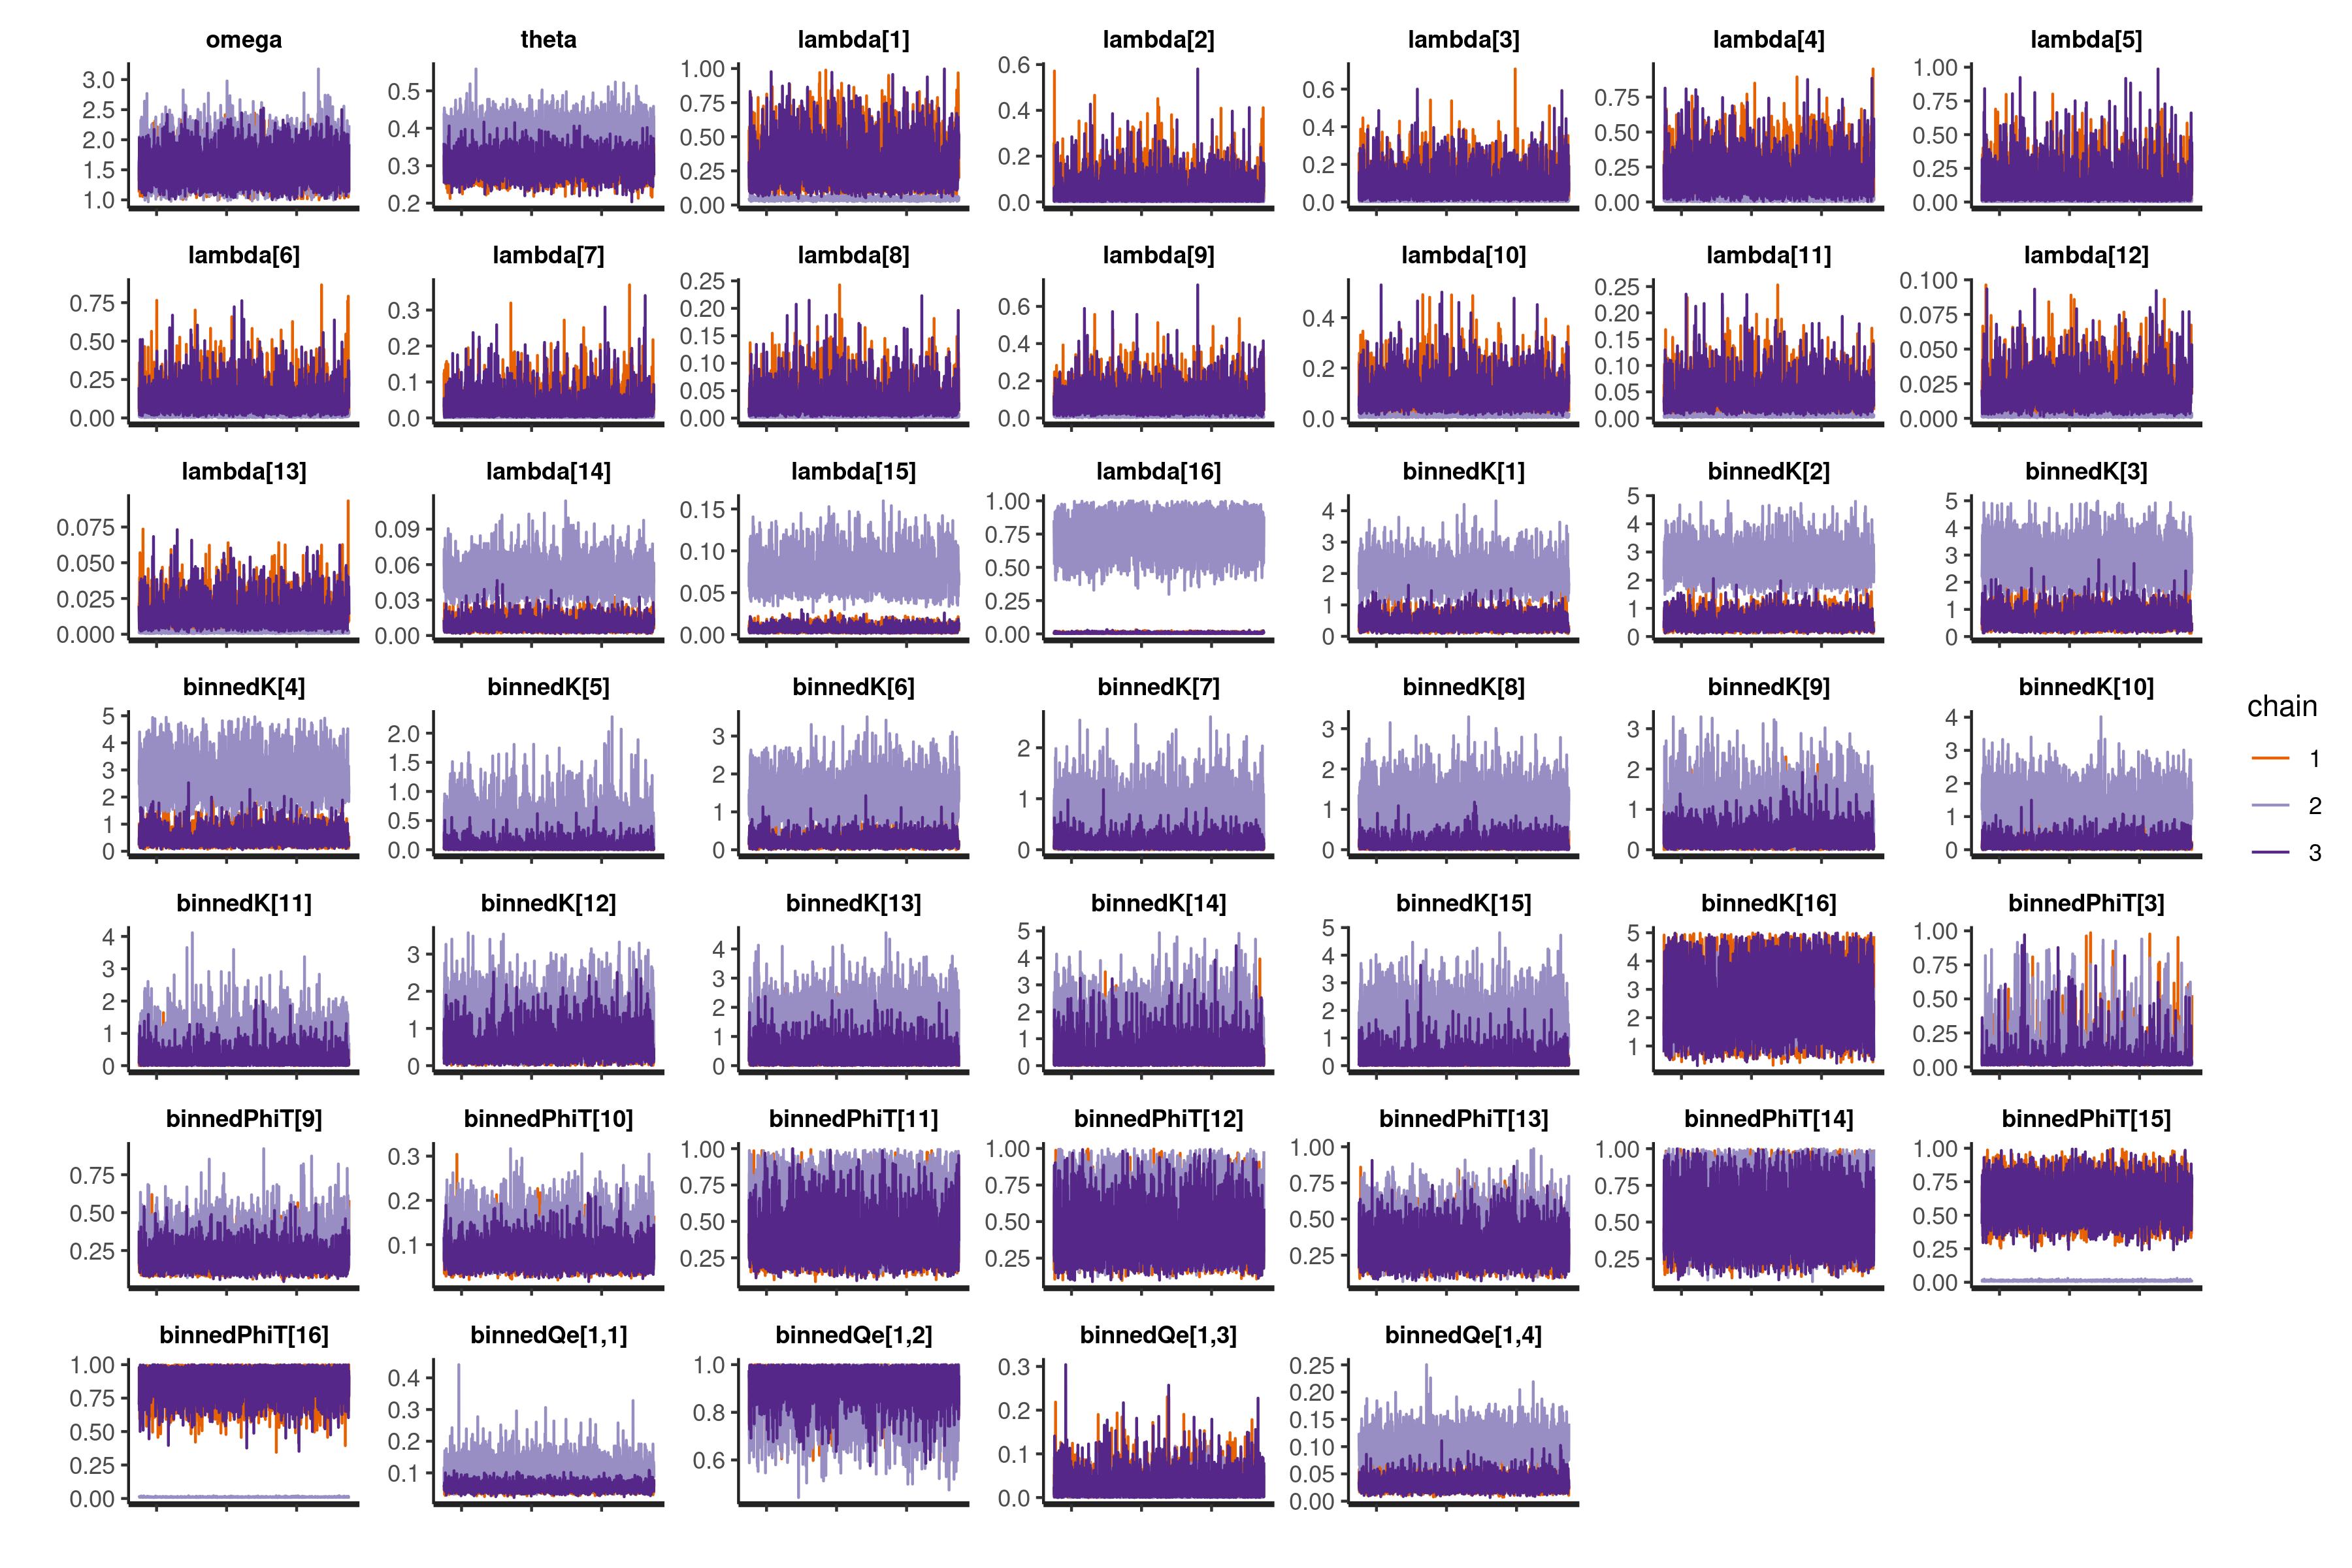 omega theta lambda[1] lambda[2] lambda[3] lambda[4] lambda[5]
3.0 2.5 2.0 1.5 1.0
0.5 0.4 0.3 0.2
1.00 0.75 0.50 0.25 0.00
0.6 0.4 0.2 0.0
0.6 0.4 0.2 0.0
0.75 0.50 0.25 0.00
1.00 0.75 0.50 0.25 0.00
lambda[6] lambda[7] lambda[8] lambda[9] lambda[10] lambda[11] lambda[12]
0.75 0.50 0.25 0.00
0.3 0.2 0.1 0.0
0.25 0.20 0.15 0.10 0.05 0.00
0.6 0.4 0.2 0.0
0.4 0.2 0.0
0.25 0.20 0.15 0.10 0.05 0.00
0.100 0.075 0.050 0.025 0.000
lambda[13] lambda[14] lambda[15] lambda[16] binnedK[1] binnedK[2] binnedK[3]
0.075 0.050 0.025 0.000
0.09 0.06 0.03 0.00
0.15 0.10 0.05 0.00
1.00 0.75 0.50 0.25 0.00
4 3 2 1 0
5 4 3 2 1 0
5 4 3 2 1 0
binnedK[4] binnedK[5] binnedK[6] binnedK[7] binnedK[8] binnedK[9] binnedK[10]
5 4 3 2 1 0
2.0 1.5 1.0 0.5 0.0
3 2 1 0
2 1 0
3 2 1 0
3 2 1 0
4 3 2 1 0
chain
1
2
3
binnedK[11] binnedK[12] binnedK[13] binnedK[14] binnedK[15] binnedK[16] binnedPhiT[3]
4 3 2 1 0
3 2 1 0
4 3 2 1 0
5 4 3 2 1 0
5 4 3 2 1 0
5 4 3 2 1
1.00 0.75 0.50 0.25 0.00
binnedPhiT[9] binnedPhiT[10] binnedPhiT[11] binnedPhiT[12] binnedPhiT[13] binnedPhiT[14] binnedPhiT[15]
0.75 0.50 0.25
0.3 0.2 0.1
1.00 0.75 0.50 0.25
1.00 0.75 0.50 0.25
1.00 0.75 0.50 0.25
1.00 0.75 0.50 0.25
1.00 0.75 0.50 0.25 0.00
binnedPhiT[16] binnedQe[1,1] binnedQe[1,2] binnedQe[1,3] binnedQe[1,4]
1.00 0.75 0.50 0.25 0.00
0.4 0.3 0.2 0.1
1.0 0.8 0.6
0.3 0.2 0.1 0.0
0.25 0.20 0.15 0.10 0.05 0.00